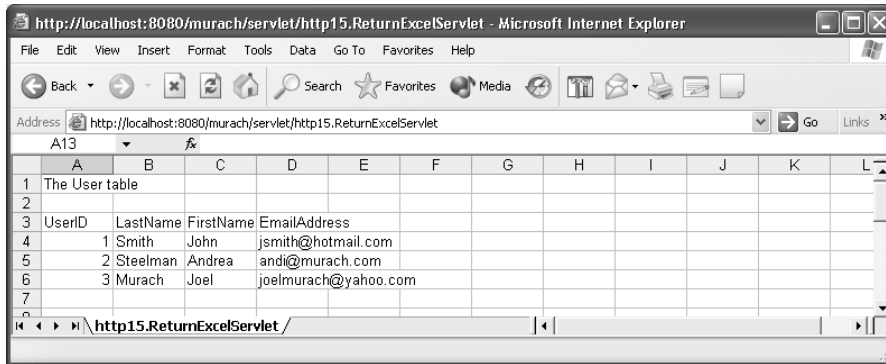 http://localhost:8080/murach/servlet/http15.ReturnExcelServlet - Microsoft Internet Explorer
File Edit View Insert Format Tools Data Go To Favorites Help
Back Search Favorites Media
Address http://localhost:8080/murach/servlet/http15.ReturnExcelServlet Go Links »
A13 fx
A B C D E F G H I J K L
1 The User table
2
3 UserID LastName FirstName EmailAddress
4 1 Smith John jsmith@hotmail.com
5 2 Steelman Andrea andi@murach.com
6 3 Murach Joel joelmurach@yahoo.com
7
http15.ReturnExcelServlet